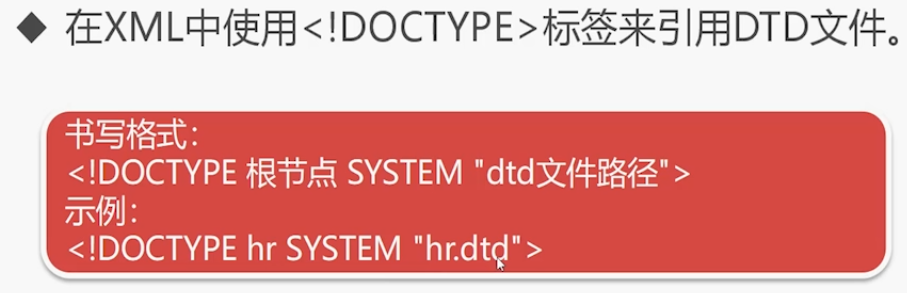 ◆ 在XML中使用<!DOCTYPE>标签来引用DTD文件。
书写格式：
<!DOCTYPE 根节点 SYSTEM "dtd文件路径">
示例：
<!DOCTYPE hr SYSTEM "hr.dtd">